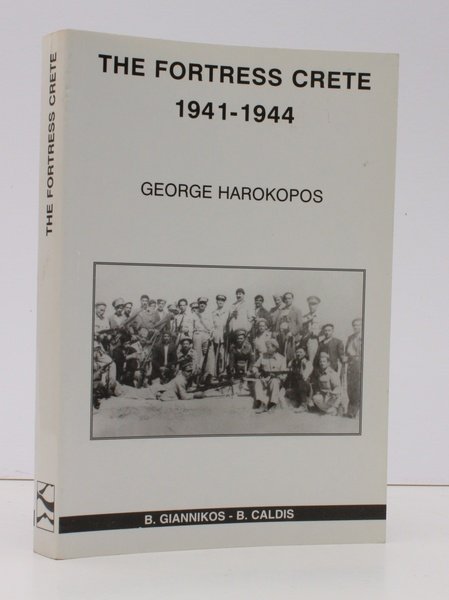 THE FORTRESS CRETE
1941-1944
GEORGE HAROKOPOS
B. GIANNIKOS - B. CALDIS
THE FORTRESS CRETE